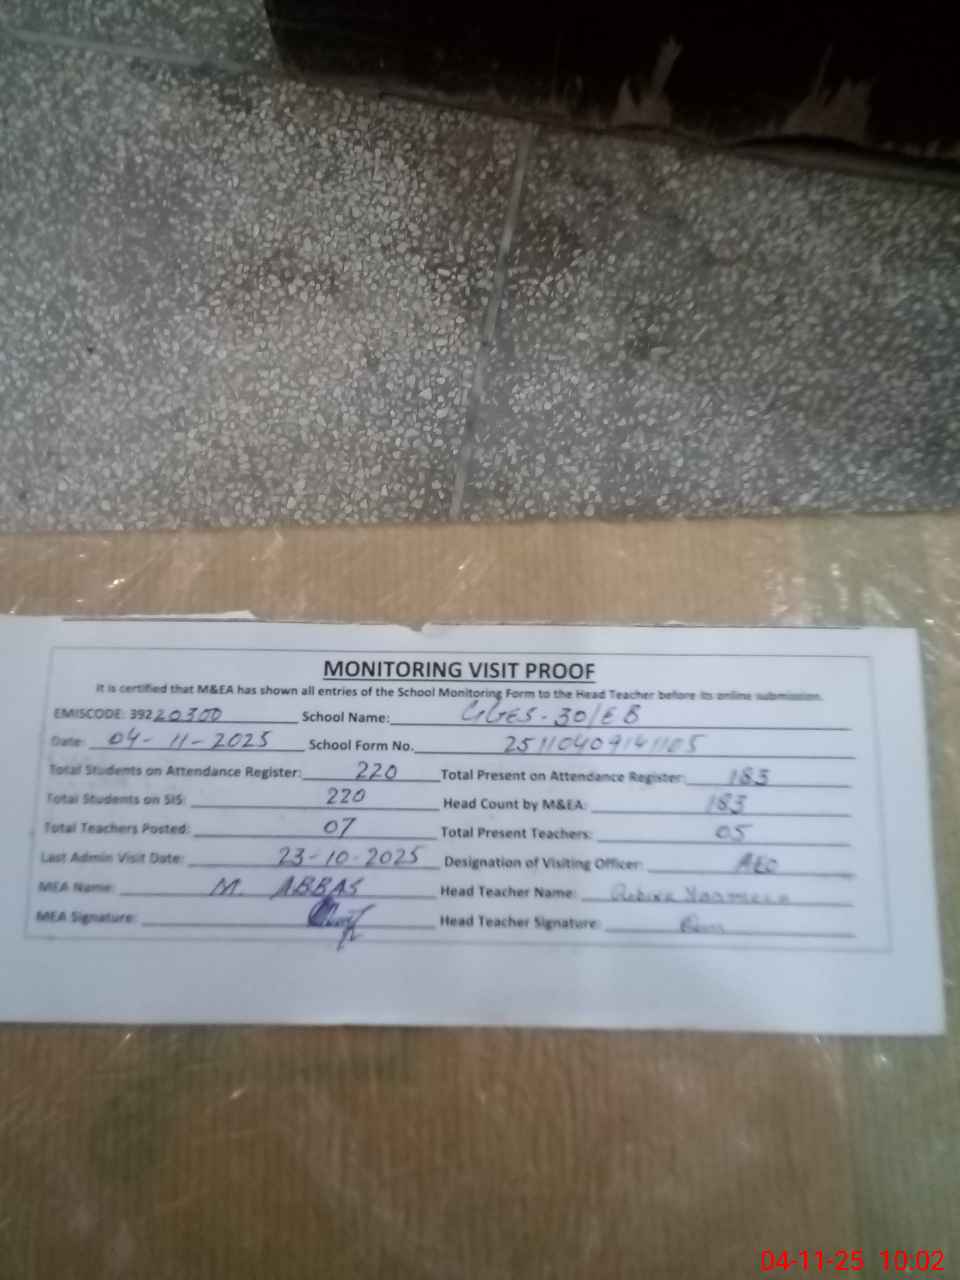 MONITORING VISIT PROOF
It is certified that M&EA has shown all entries of the School Monitoring Form to the Head Teacher before its online submission.
EMISCODE: 39220300 School Name: GGES-30/EB
Date: 04-11-2025 School Form No. 25110409141105
Total Students on Attendance Register: 220 Total Present on Attendance Register: 183
Total Students on SIS: 220 Head Count by M&EA: 183
Total Teachers Posted: 07 Total Present Teachers: 05
Last Admin Visit Date: 23-10-2025 Designation of Visiting Officer: AEO
MEA Name: M. ABBAS Head Teacher Name:
MEA Signature: Head Teacher Signature:
04-11-25 10:02